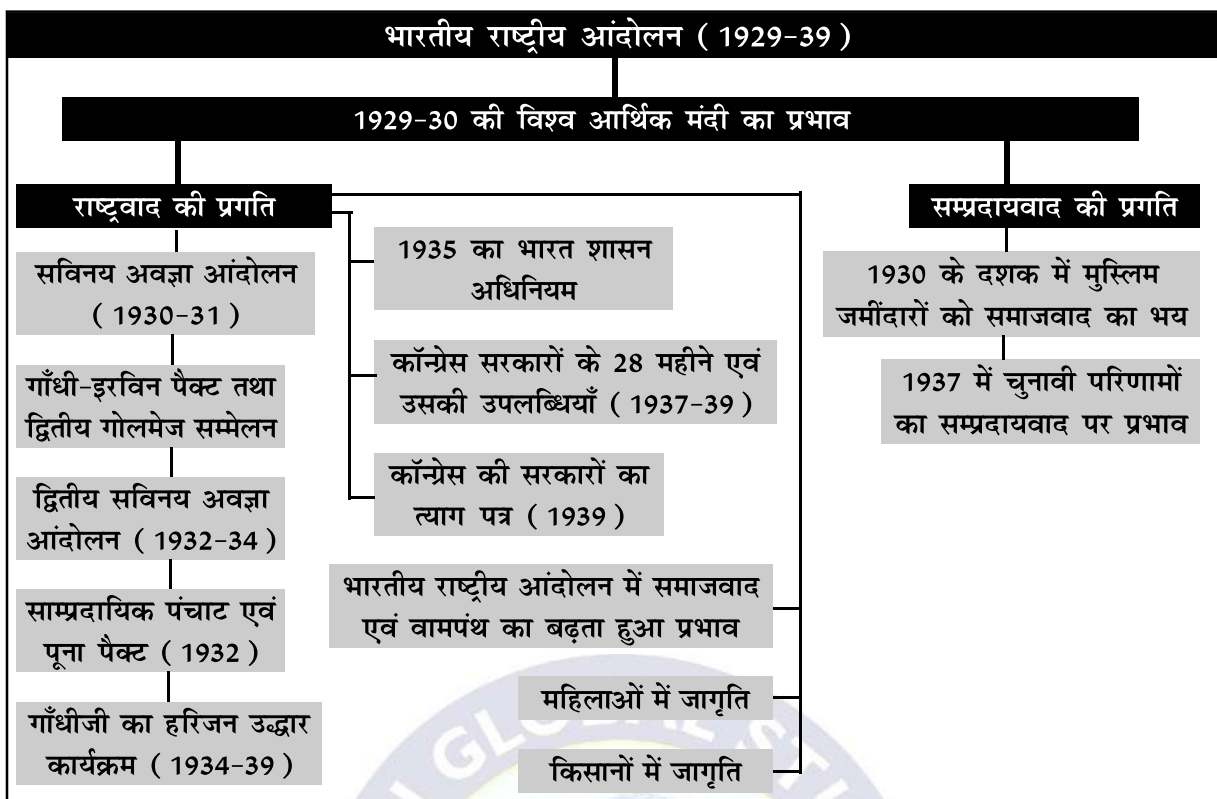 भारतीय राष्ट्रीय आंदोलन ( 1929-39 )
1929-30 की विश्व आर्थिक मंदी का प्रभाव
राष्ट्रवाद की प्रगति
सविनय अवज्ञा आंदोलन
( 1930-31 )
गाँधी-इरविन पैक्ट तथा
द्वितीय गोलमेज सम्मेलन
द्वितीय सविनय अवज्ञा
आंदोलन ( 1932-34 )
साम्प्रदायिक पंचाट एवं
पूना पैक्ट ( 1932 )
गाँधीजी का हरिजन उद्धार
कार्यक्रम ( 1934-39 )
1935 का भारत शासन
अधिनियम
कॉन्ग्रेस सरकारों के 28 महीने एवं
उसकी उपलब्धियाँ ( 1937-39 )
कॉन्ग्रेस की सरकारों का
त्याग पत्र ( 1939 )
भारतीय राष्ट्रीय आंदोलन में समाजवाद
एवं वामपंथ का बढ़ता हुआ प्रभाव
महिलाओं में जागृति
किसानों में जागृति
सम्प्रदायवाद की प्रगति
1930 के दशक में मुस्लिम
जमींदारों को समाजवाद का भय
1937 में चुनावी परिणामों
का सम्प्रदायवाद पर प्रभाव